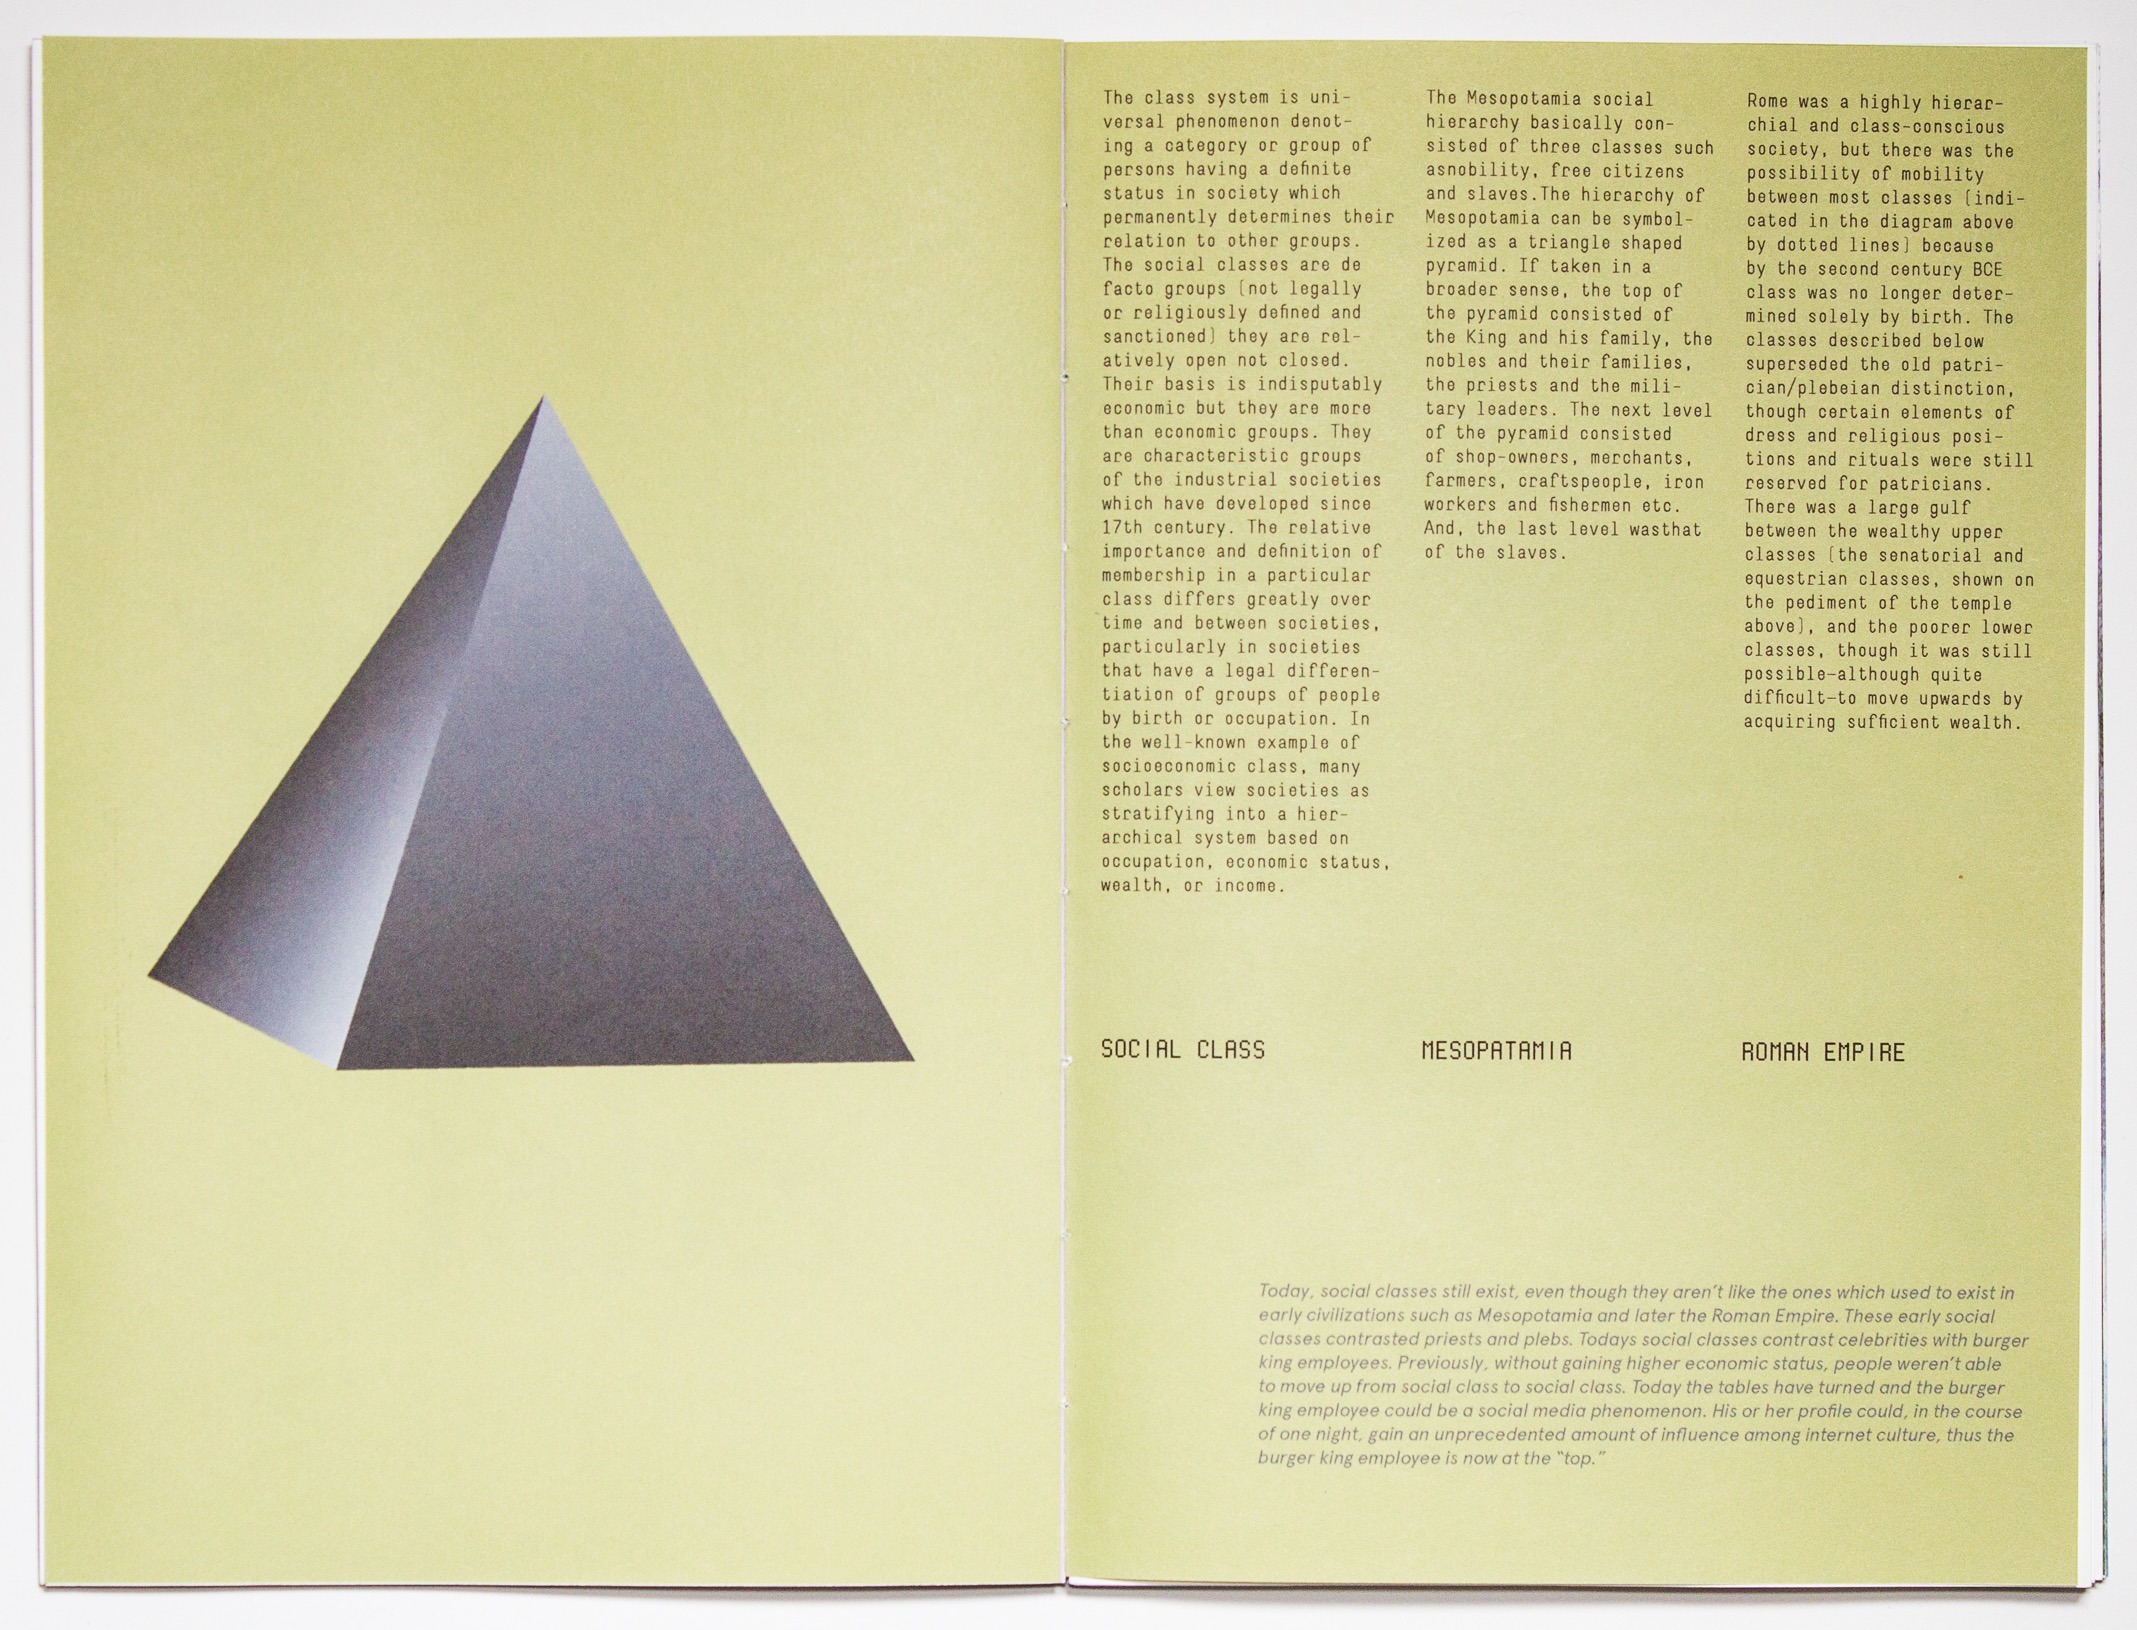 The class system is uni-
versal phenomenon denot-
ing a category or group of
persons having a definite
status in society which
permanently determines their
relation to other groups.
The social classes are de
facto groups (not legally
or religiously defined and
sanctioned) they are rel-
atively open not closed.
Their basis is indisputably
economic but they are more
than economic groups. They
are characteristic groups
of the industrial societies
which have developed since
17th century. The relative
importance and definition of
membership in a particular
class differs greatly over
time and between societies,
particularly in societies
that have a legal differen-
tiation of groups of people
by birth or occupation. In
the well-known example of
socioeconomic class, many
scholars view societies as
stratifying into a hier-
archical system based on
occupation, economic status,
wealth, or income.
SOCIAL CLASS
The Mesopotamia social
hierarchy basically con-
sisted of three classes such
asnobility, free citizens
and slaves.The hierarchy of
Mesopotamia can be symbol-
ized as a triangle shaped
pyramid. If taken in a
broader sense, the top of
the pyramid consisted of
the King and his family, the
nobles and their families,
the priests and the mili-
tary leaders. The next level
of the pyramid consisted
of shop-owners, merchants,
farmers, craftspeople, iron
workers and fishermen etc.
And, the last level wasthat
of the slaves.
MESOPATAMIA
Rome was a highly hierar-
chial and class-conscious
society, but there was the
possibility of mobility
between most classes (indi-
cated in the diagram above
by dotted lines) because
by the second century BCE
class was no longer deter-
mined solely by birth. The
classes described below
superseded the old patri-
cian/plebeian distinction,
though certain elements of
dress and religious posi-
tions and rituals were still
reserved for patricians.
There was a large gulf
between the wealthy upper
classes (the senatorial and
equestrian classes, shown on
the pediment of the temple
above), and the poorer lower
classes, though it was still
possible—although quite
difficult—to move upwards by
acquiring sufficient wealth.
ROMAN EMPIRE
Today, social classes still exist, even though they aren't like the ones which used to exist in
early civilizations such as Mesopotamia and later the Roman Empire. These early social
classes contrasted priests and plebs. Todays social classes contrast celebrities with burger
king employees. Previously, without gaining higher economic status, people weren't able
to move up from social class to social class. Today the tables have turned and the burger
king employee could be a social media phenomenon. His or her profile could, in the course
of one night, gain an unprecedented amount of influence among internet culture, thus the
burger king employee is now at the “top.”